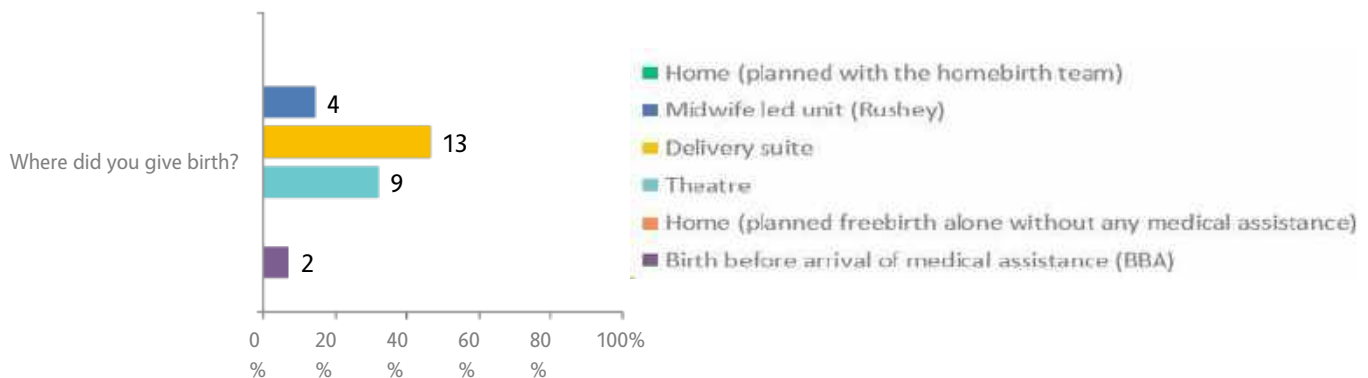 Where did you give birth?
4
13
9
2
0 20 40 60 80 100%
% % % % %
Home (planned with the homebirth team)
Midwife led unit (Rushey)
Delivery suite
Theatre
Home (planned freebirth alone without any medical assistance)
Birth before arrival of medical assistance (BBA)